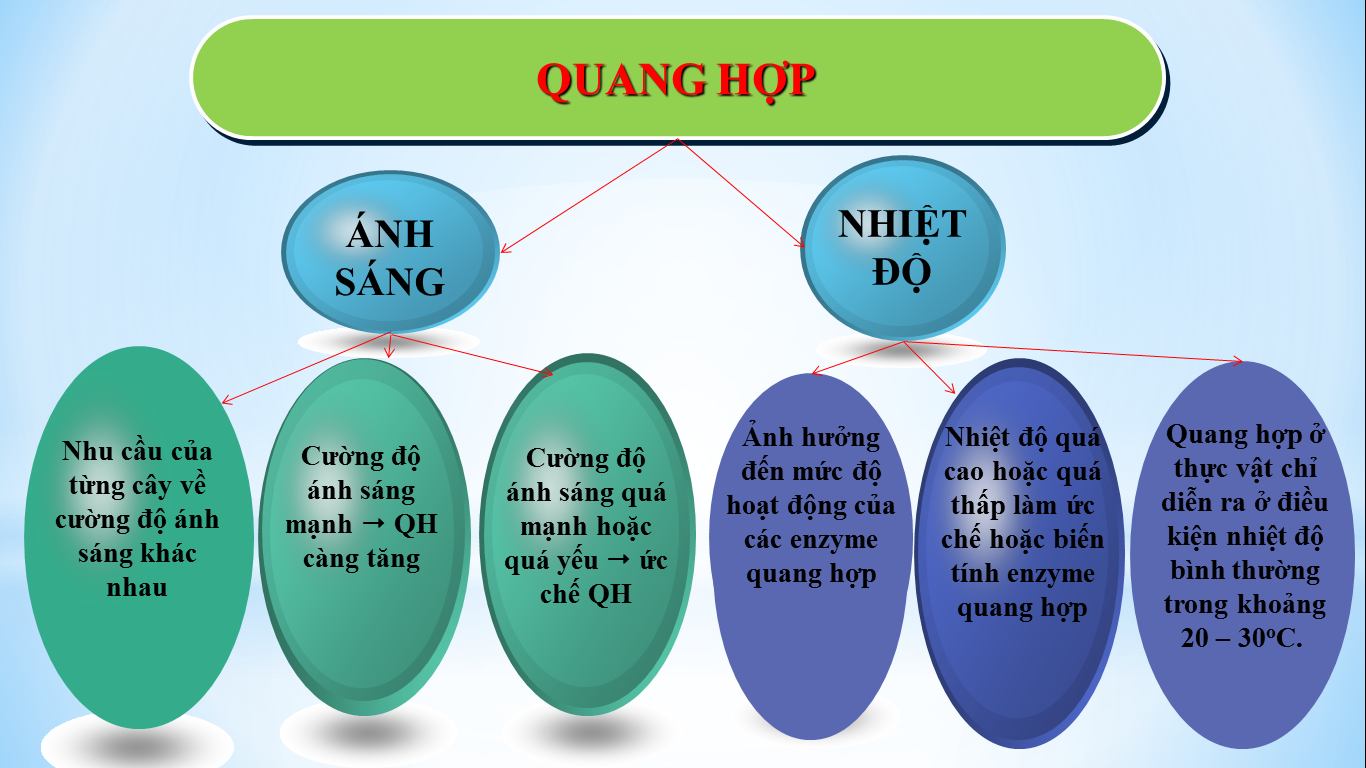 QUANG HỢP
ÁNH
SÁNG
NHIỆT
ĐỘ
Nhu cầu của
từng cây về
cường độ ánh
sáng khác
nhau
Cường độ
ánh sáng
mạnh → QH
càng tăng
Cường độ
ánh sáng quá
mạnh hoặc
quá yếu → ức
chế QH
Ảnh hưởng
đến mức độ
hoạt động của
các enzyme
quang hợp
Nhiệt độ quá
cao hoặc quá
thấp làm ức
chế hoặc biến
tính enzyme
quang hợp
Quang hợp ở
thực vật chỉ
diễn ra ở điều
kiện nhiệt độ
bình thường
trong khoảng
20 – 30ºC.